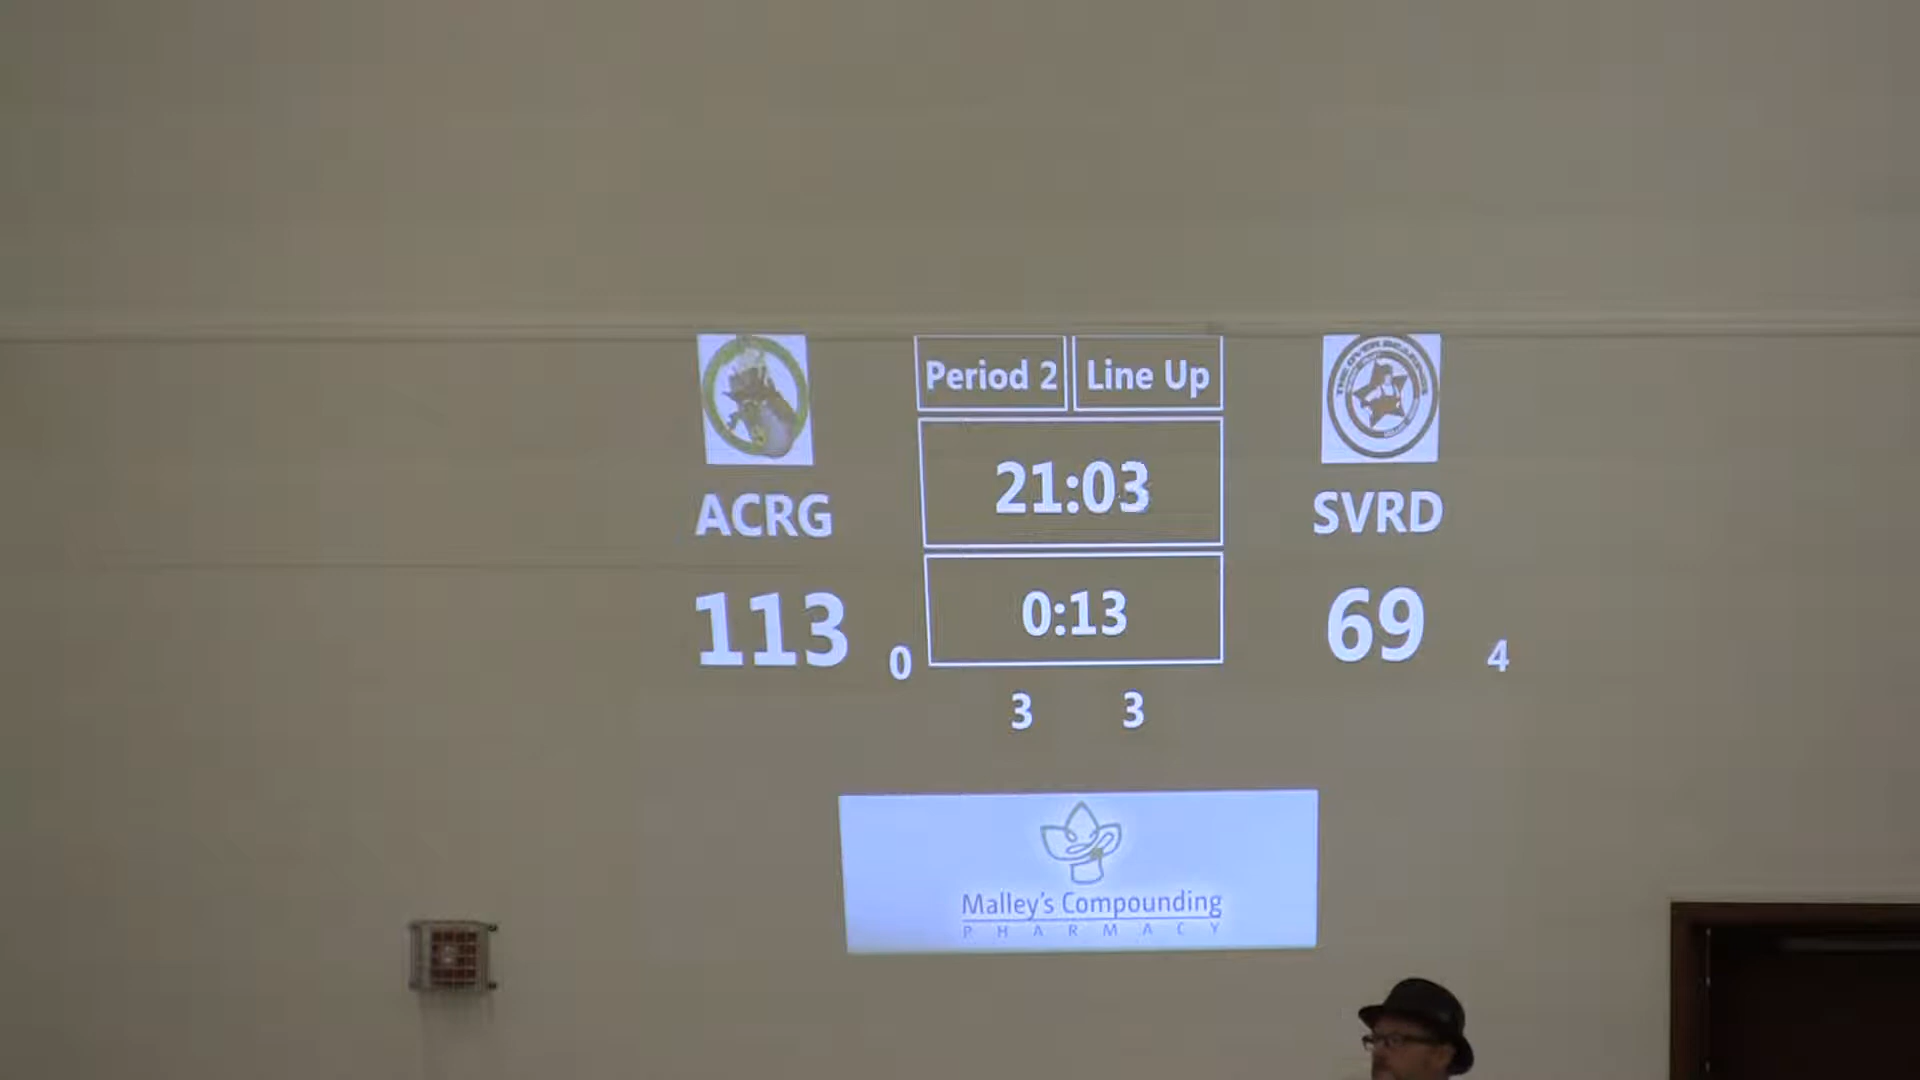 Period 2
Line Up
21:03
ACRG
SVRD
113
0
0:13
69
4
3
3
Malley's Compounding
PHARMACY